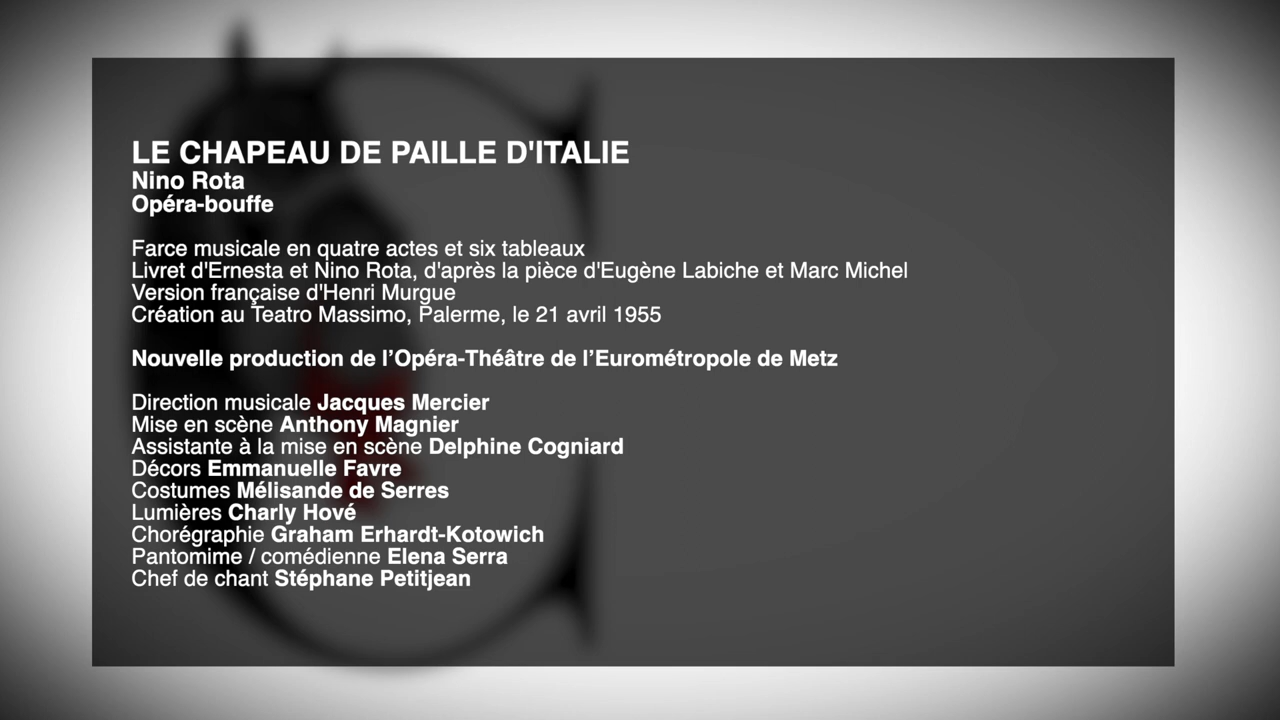 LE CHAPEAU DE PAILLE D'ITALIE
Nino Rota
Opéra-bouffe
Farce musicale en quatre actes et six tableaux
Livret d'Ernesta et Nino Rota, d'après la pièce d'Eugène Labiche et Marc Michel
Version française d'Henri Murgue
Création au Teatro Massimo, Palerme, le 21 avril 1955
Nouvelle production de l’Opéra-Théâtre de l’Eurométropole de Metz
Direction musicale Jacques Mercier
Mise en scène Anthony Magnier
Assistante à la mise en scène Delphine Cogniard
Décors Emmanuelle Favre
Costumes Mélisande de Serres
Lumières Charly Hové
Chorégraphie Graham Erhardt-Kotowich
Pantomime / comédienne Elena Serra
Chef de chant Stéphane Petitjean